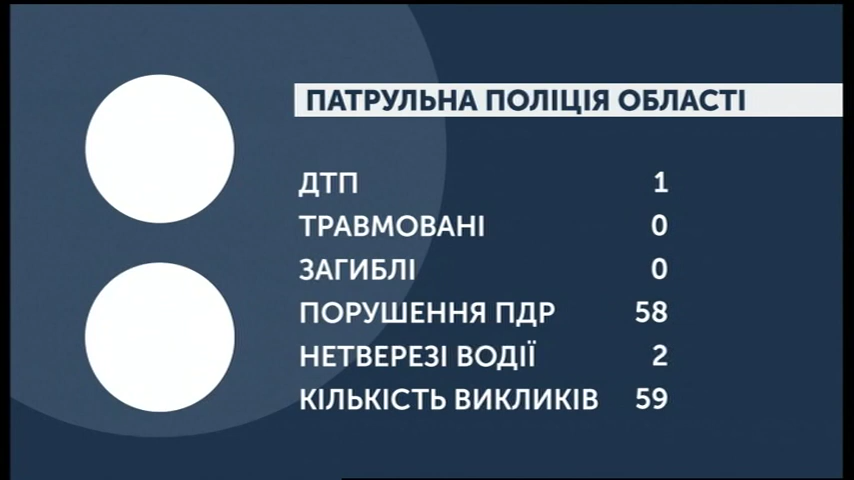 ПАТРУЛЬНА ПОЛІЦІЯ ОБЛАСТІ
ДТП 1
ТРАВМОВАНІ 0
ЗАГИБЛІ 0
ПОРУШЕННЯ ПДР 58
НЕТВЕРЕЗІ ВОДІЇ 2
КІЛЬКІСТЬ ВИКЛИКІВ 59